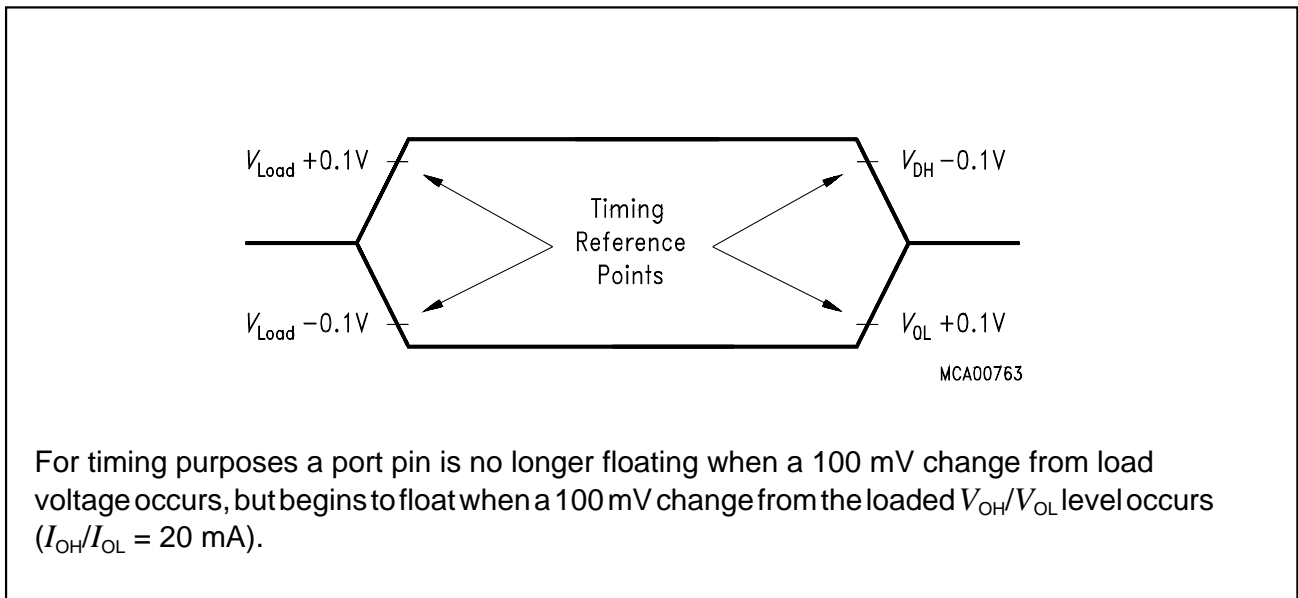 V_Load +0.1V
V_DH −0.1V
Timing
Reference
Points
V_Load −0.1V
V_0L +0.1V
MCA00763
For timing purposes a port pin is no longer floating when a 100 mV change from load
voltage occurs, but begins to float when a 100 mV change from the loaded V_OH/V_OL level occurs
(I_OH/I_OL = 20 mA).